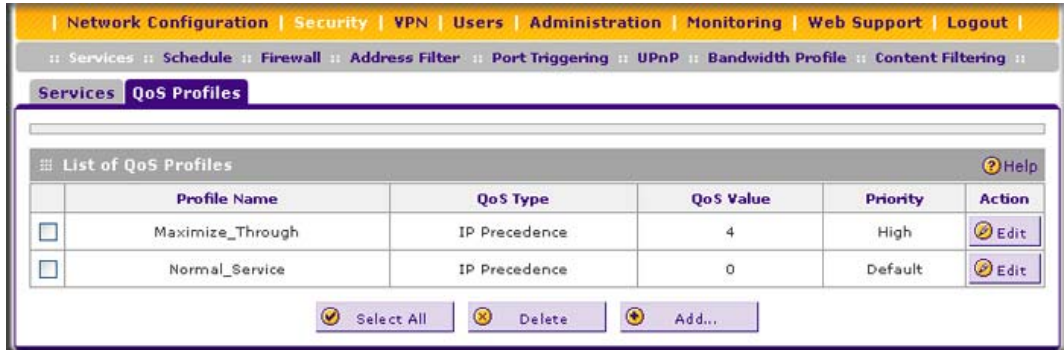 | Network Configuration | Security | VPN | Users | Administration | Monitoring | Web Support | Logout |
:: Services :: Schedule :: Firewall :: Address Filter :: Port Triggering :: UPnP :: Bandwidth Profile :: Content Filtering ::
Services QoS Profiles
List of QoS Profiles ? Help
Profile Name QoS Type QoS Value Priority Action
Maximize_Through IP Precedence 4 High Edit
Normal_Service IP Precedence 0 Default Edit
Select All Delete Add...